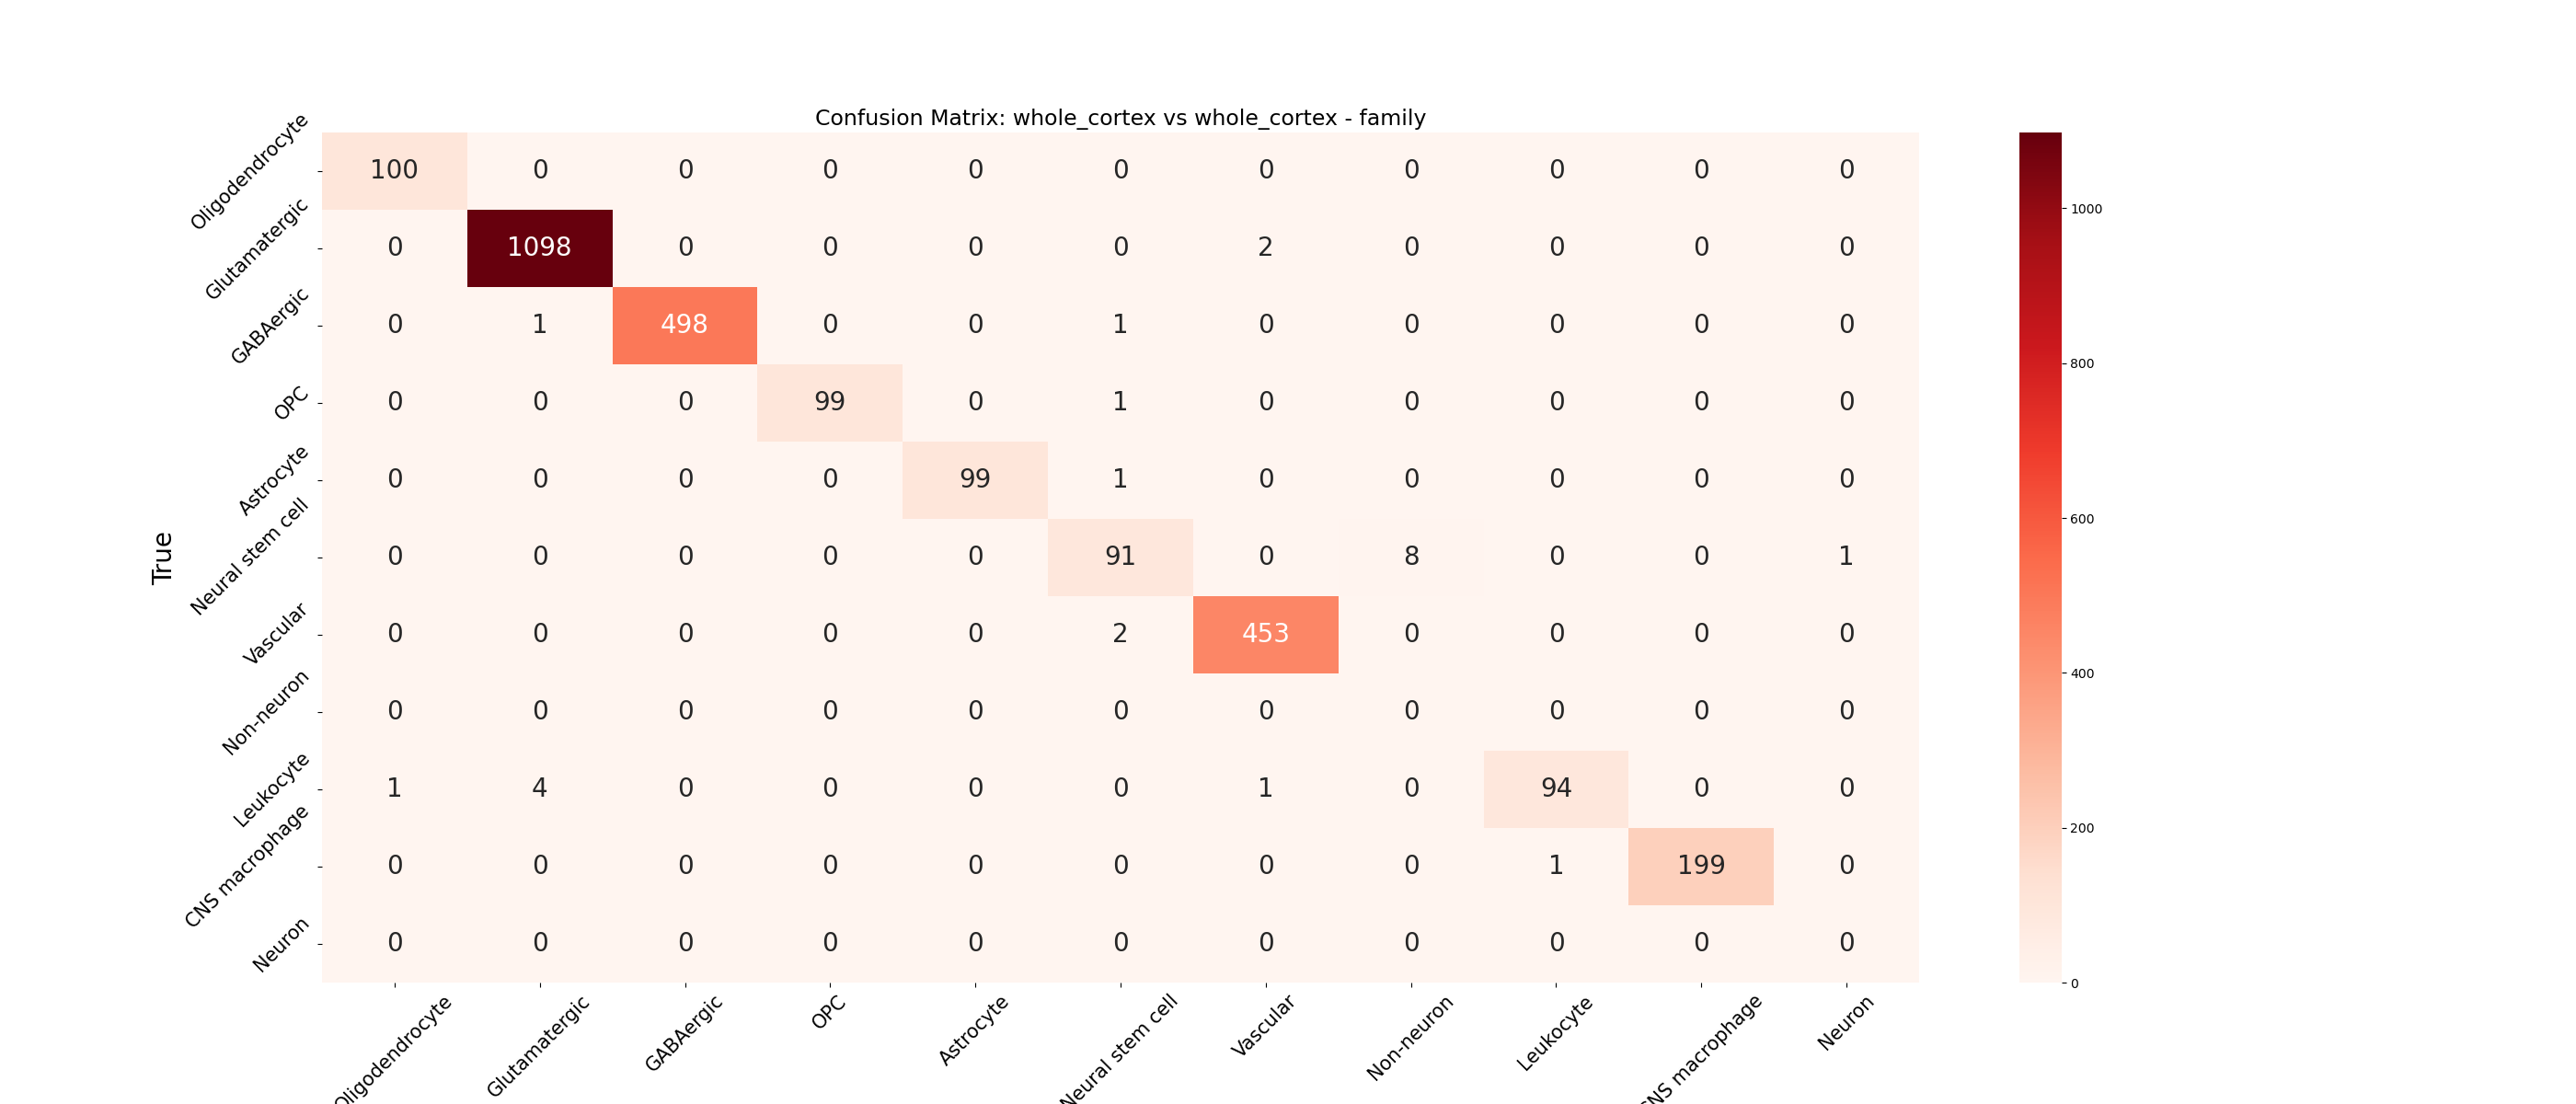 Confusion Matrix: whole_cortex vs whole_cortex - family
True
Oligodendrocyte 100 0 0 0 0 0 0 0 0 0 0
Glutamatergic 0 1098 0 0 0 0 2 0 0 0 0
GABAergic 0 1 498 0 0 1 0 0 0 0 0
OPC 0 0 0 99 0 1 0 0 0 0 0
Astrocyte 0 0 0 0 99 1 0 0 0 0 0
Neural stem cell 0 0 0 0 0 91 0 8 0 0 1
Vascular 0 0 0 0 0 2 453 0 0 0 0
Non-neuron 0 0 0 0 0 0 0 0 0 0 0
Leukocyte 1 4 0 0 0 0 1 0 94 0 0
CNS macrophage 0 0 0 0 0 0 0 0 1 199 0
Neuron 0 0 0 0 0 0 0 0 0 0 0
Oligodendrocyte
Glutamatergic
GABAergic
OPC
Astrocyte
Neural stem cell
Vascular
Non-neuron
Leukocyte
CNS macrophage
Neuron
1000
800
600
400
200
0